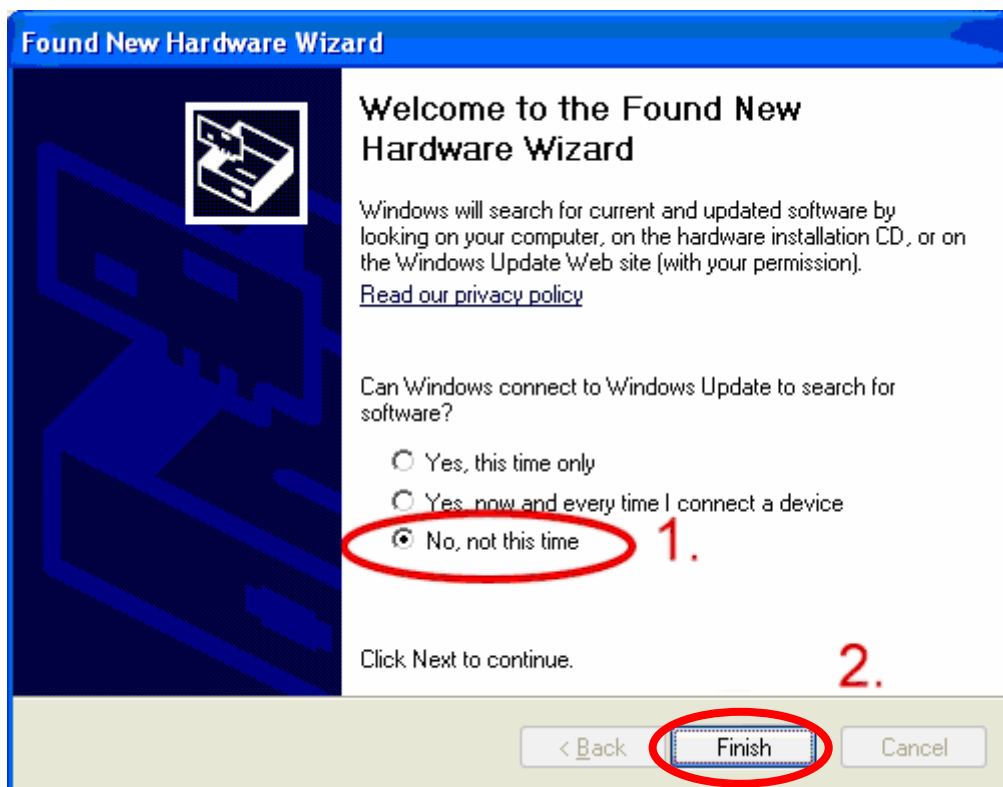 Found New Hardware Wizard
Welcome to the Found New
Hardware Wizard
Windows will search for current and updated software by
looking on your computer, on the hardware installation CD, or on
the Windows Update Web site (with your permission).
Read our privacy policy
Can Windows connect to Windows Update to search for
software?
Yes, this time only
Yes, now and every time I connect a device
No, not this time 1.
Click Next to continue.
2.
< Back Finish Cancel